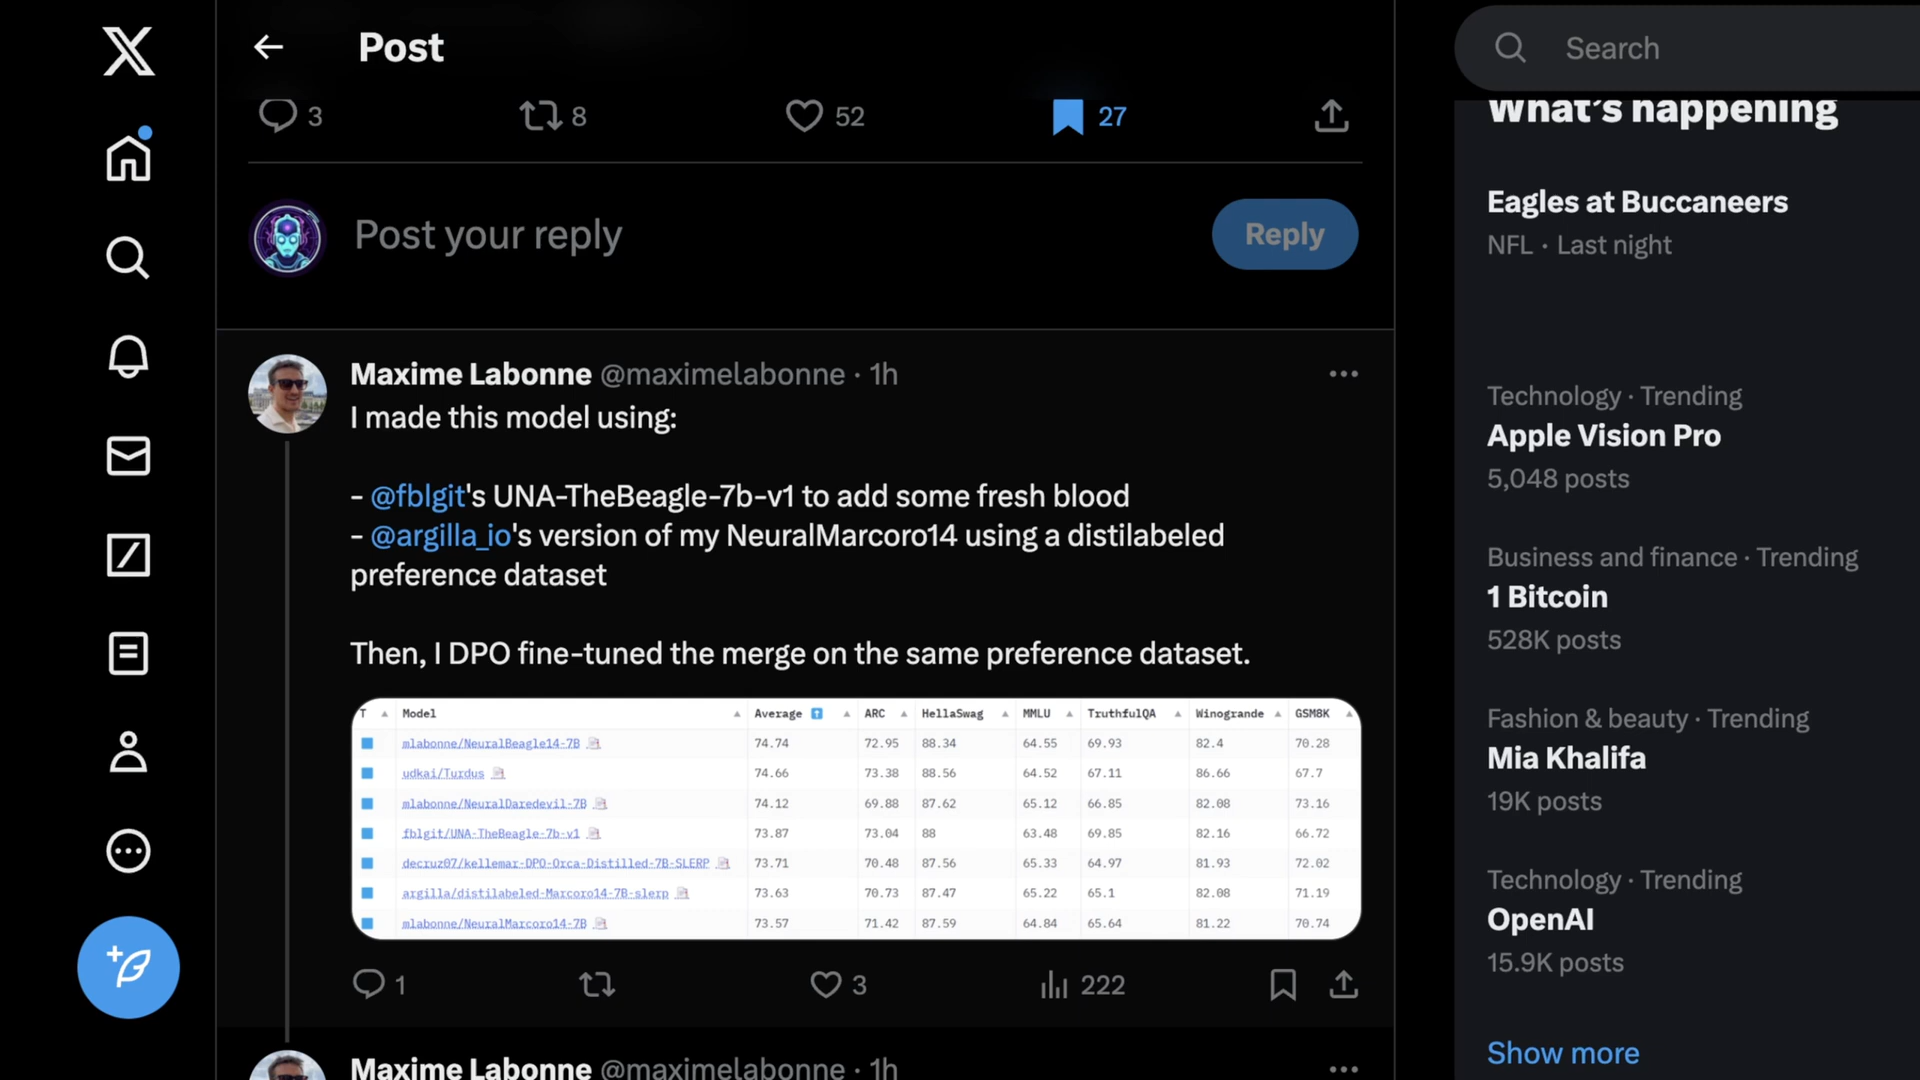 Post
3 8 52 27
Post your reply
Reply
Maxime Labonne @maximelabonne · 1h
I made this model using:
- @fblgit's UNA-TheBeagle-7b-v1 to add some fresh blood
- @argilla_io's version of my NeuralMarcoro14 using a distilabeled
preference dataset
Then, I DPO fine-tuned the merge on the same preference dataset.
T Model Average ARC HellaSwag MMLU TruthfulQA Winogrande GSM8K
mlabonne/NeuralBeagle14-7B 74.74 72.95 88.34 64.55 69.93 82.4 70.28
udkai/Turdus 74.66 73.38 88.56 64.52 67.11 86.66 67.7
mlabonne/NeuralDaredevil-7B 74.12 69.88 87.62 65.12 66.85 82.08 73.16
fblgit/UNA-TheBeagle-7b-v1 73.87 73.04 88 63.48 69.85 82.16 66.72
decruz07/kellemar-DPO-Orca-Distilled-7B-SLERP 73.71 70.48 87.56 65.33 64.97 81.93 72.02
argilla/distilabeled-Marcoro14-7B-slerp 73.63 70.73 87.47 65.22 65.1 82.08 71.19
mlabonne/NeuralMarcoro14-7B 73.57 71.42 87.59 64.84 65.64 81.22 70.74
1 3 222
Maxime Labonne @maximelabonne · 1h
Search
What's happening
Eagles at Buccaneers
NFL · Last night
Technology · Trending
Apple Vision Pro
5,048 posts
Business and finance · Trending
1 Bitcoin
528K posts
Fashion & beauty · Trending
Mia Khalifa
19K posts
Technology · Trending
OpenAI
15.9K posts
Show more